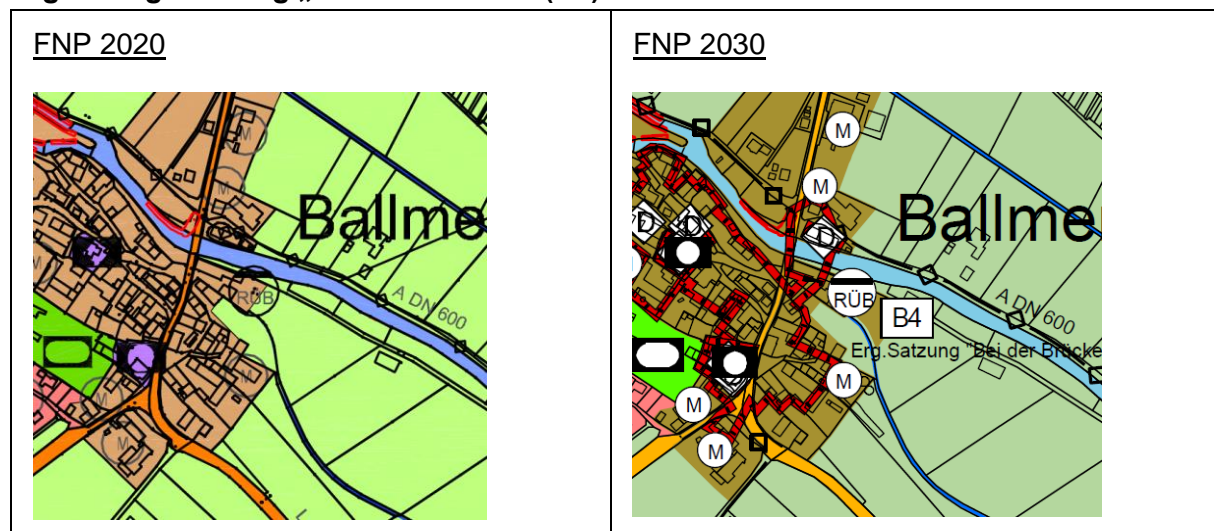 FNP 2020
FNP 2030
M
M
Ballme
RÜB
A DN 600
M
M
M
M
M
D
D
Ballme
RÜB
B4
A DN 600
Erg.Satzung "Bei der Brücke
M
M
M